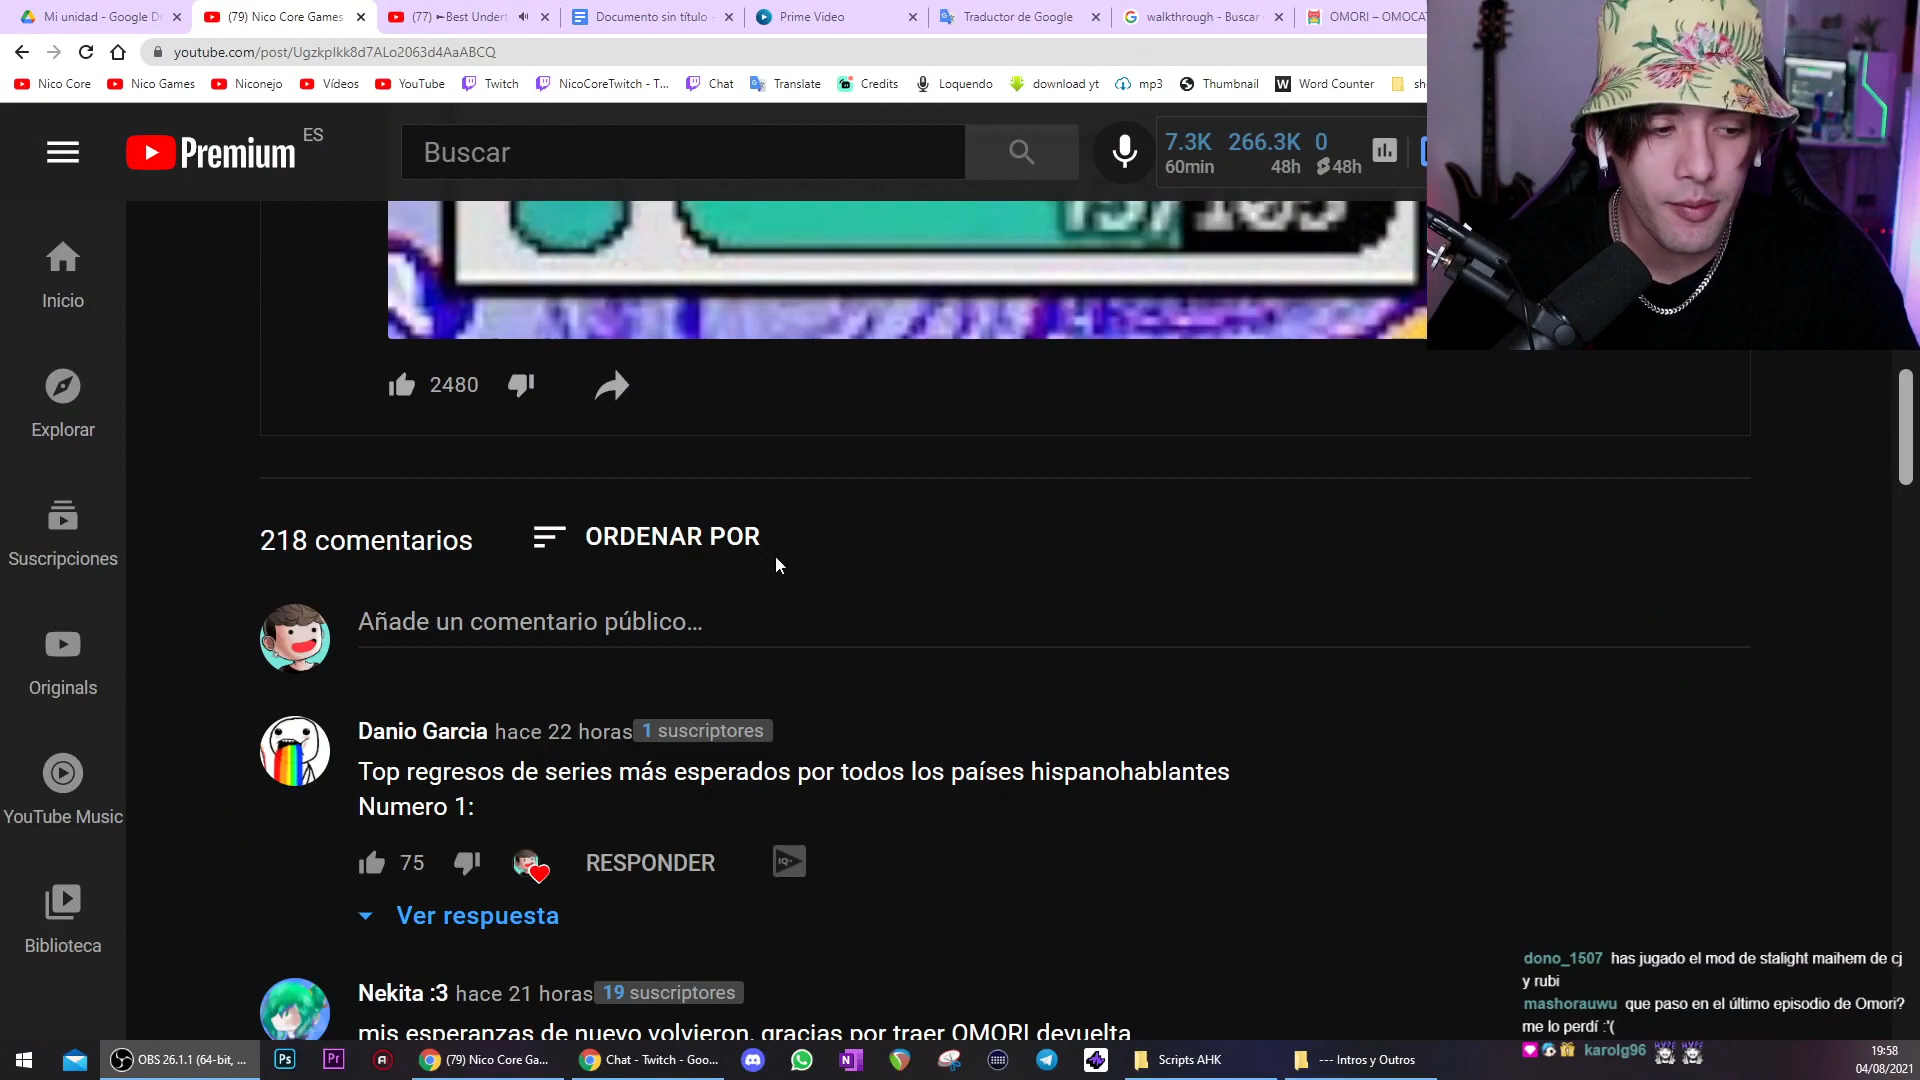 Mi unidad - Google Dr
(79) Nico Core Games
(77) ►Best Undert
Documento sin título -
Prime Video
Traductor de Google
walkthrough - Buscar
OMORI – OMOCAT
youtube.com/post/UgzkpIkk8d7ALo2063d4AaABCQ
Nico Core
Nico Games
Niconejo
Vídeos
YouTube
Twitch
NicoCoreTwitch - T...
Chat
Translate
Credits
Loquendo
download yt
mp3
Thumbnail
W Word Counter
sh
Premium ES
Buscar
7.3K 266.3K 0
60min 48h 48h
Inicio
Explorar
Suscripciones
Originals
YouTube Music
Biblioteca
2480
218 comentarios
ORDENAR POR
Añade un comentario público...
Danio Garcia hace 22 horas 1 suscriptores
Top regresos de series más esperados por todos los países hispanohablantes
Numero 1:
75
RESPONDER
IQ
Ver respuesta
Nekita :3 hace 21 horas 19 suscriptores
mis esperanzas de nuevo volvieron, gracias por traer OMORI devuelta
dono_1507 has jugado el mod de stalight maihem de cj
y rubi
mashorauwu que paso en el último episodio de Omori?
me lo perdí :'(
karolg96
OBS 26.1.1 (64-bit, ...
Ps
Pr
(79) Nico Core Ga...
Chat - Twitch - Goo...
N
Scripts AHK
--- Intros y Outros
19:58
04/08/2021